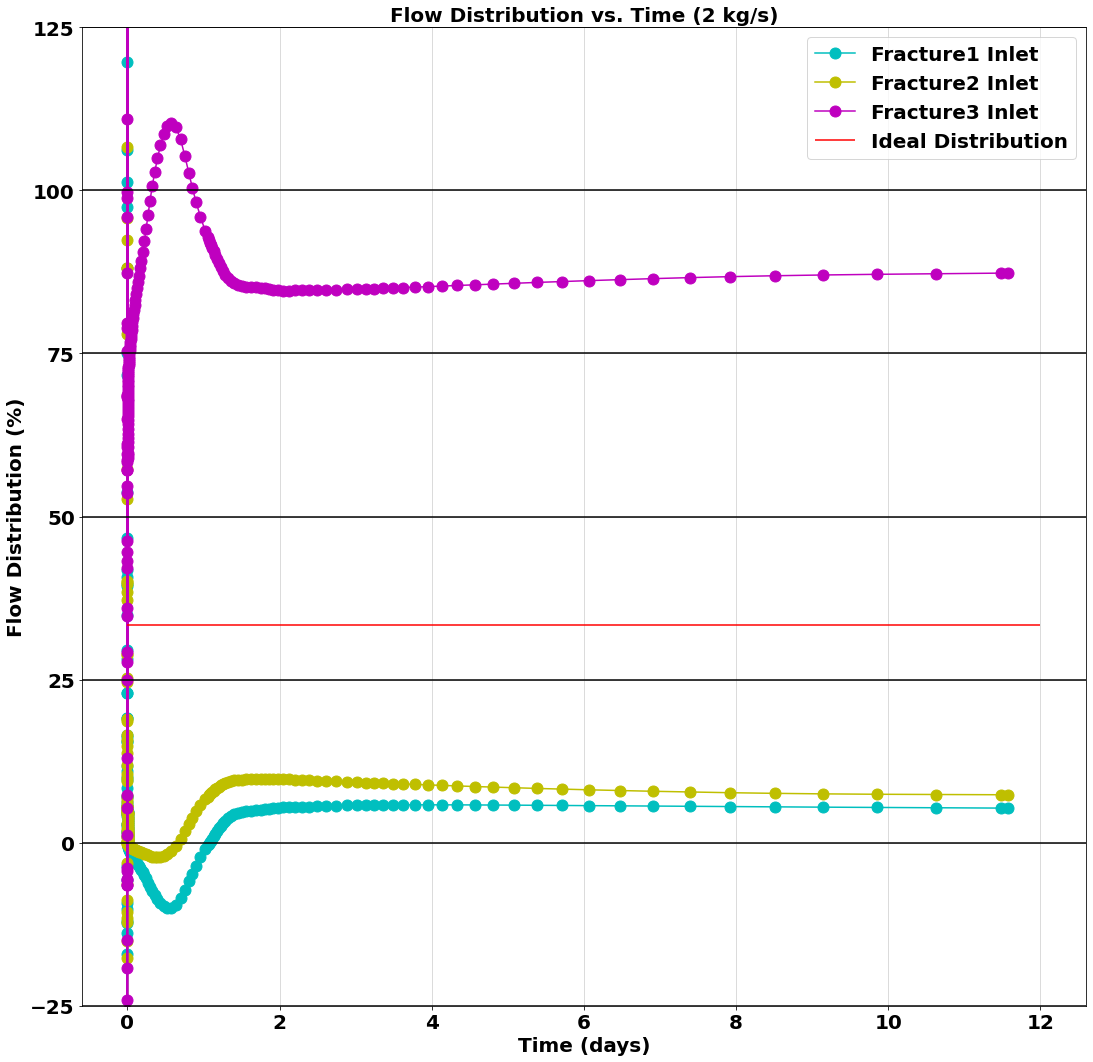 Flow Distribution vs. Time (2 kg/s)
Fracture1 Inlet
Fracture2 Inlet
Fracture3 Inlet
Ideal Distribution
Flow Distribution (%)
125
100
75
50
25
0
−25
0 2 4 6 8 10 12
Time (days)